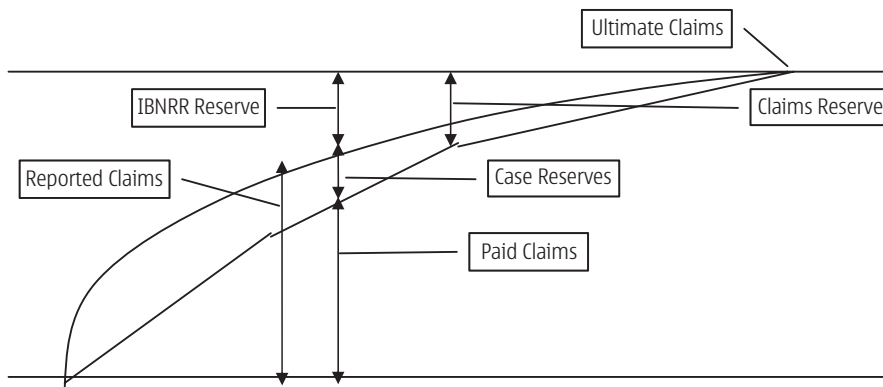 Ultimate Claims
IBNRR Reserve
Claims Reserve
Reported Claims
Case Reserves
Paid Claims